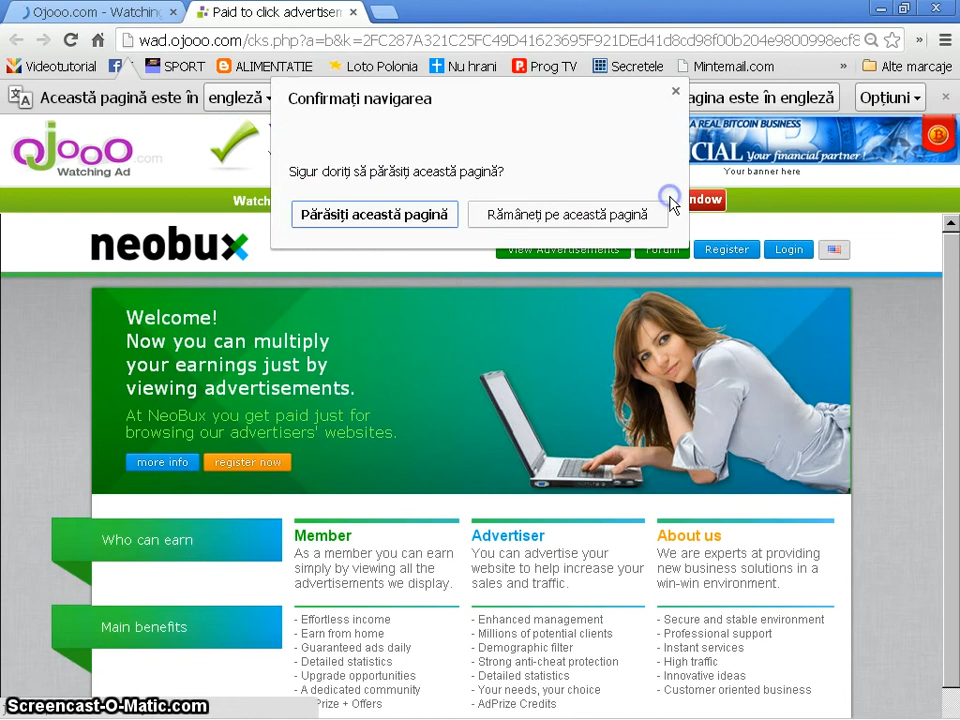 Ojooo.com - Watching
Paid to click advertisem
wad.ojooo.com/cks.php?a=b&k=2FC287A321C25FC49D41623695F921DEd41d8cd98f00b204e9800998ecf8
Videotutorial
SPORT
ALIMENTATIE
Loto Polonia
Nu hrani
Prog TV
Secretele
Mintemail.com
»
Alte marcaje
Această pagină este în
engleză
agina este în engleză
Opțiuni
Confirmați navigarea
Sigur doriți să părăsiți această pagină?
Părăsiți această pagină
Rămâneți pe această pagină
ojooo.com
Watching Ad
A REAL BITCOIN BUSINESS
CIAL Your financial partner
Your banner here
Watch
ndow
neobux
View Advertisements
Forum
Register
Login
Welcome!
Now you can multiply
your earnings just by
viewing advertisements.
At NeoBux you get paid just for
browsing our advertisers' websites.
more info
register now
Who can earn
Member
As a member you can earn
simply by viewing all the
advertisements we display.
Advertiser
You can advertise your
website to help increase your
sales and traffic.
About us
We are experts at providing
new business solutions in a
win-win environment.
Main benefits
- Effortless income
- Earn from home
- Guaranteed ads daily
- Detailed statistics
- Upgrade opportunities
- A dedicated community
Prize + Offers
- Enhanced management
- Millions of potential clients
- Demographic filter
- Strong anti-cheat protection
- Detailed statistics
- Your needs, your choice
- AdPrize Credits
- Secure and stable environment
- Professional support
- Instant services
- High traffic
- Innovative ideas
- Customer oriented business
Screencast-O-Matic.com